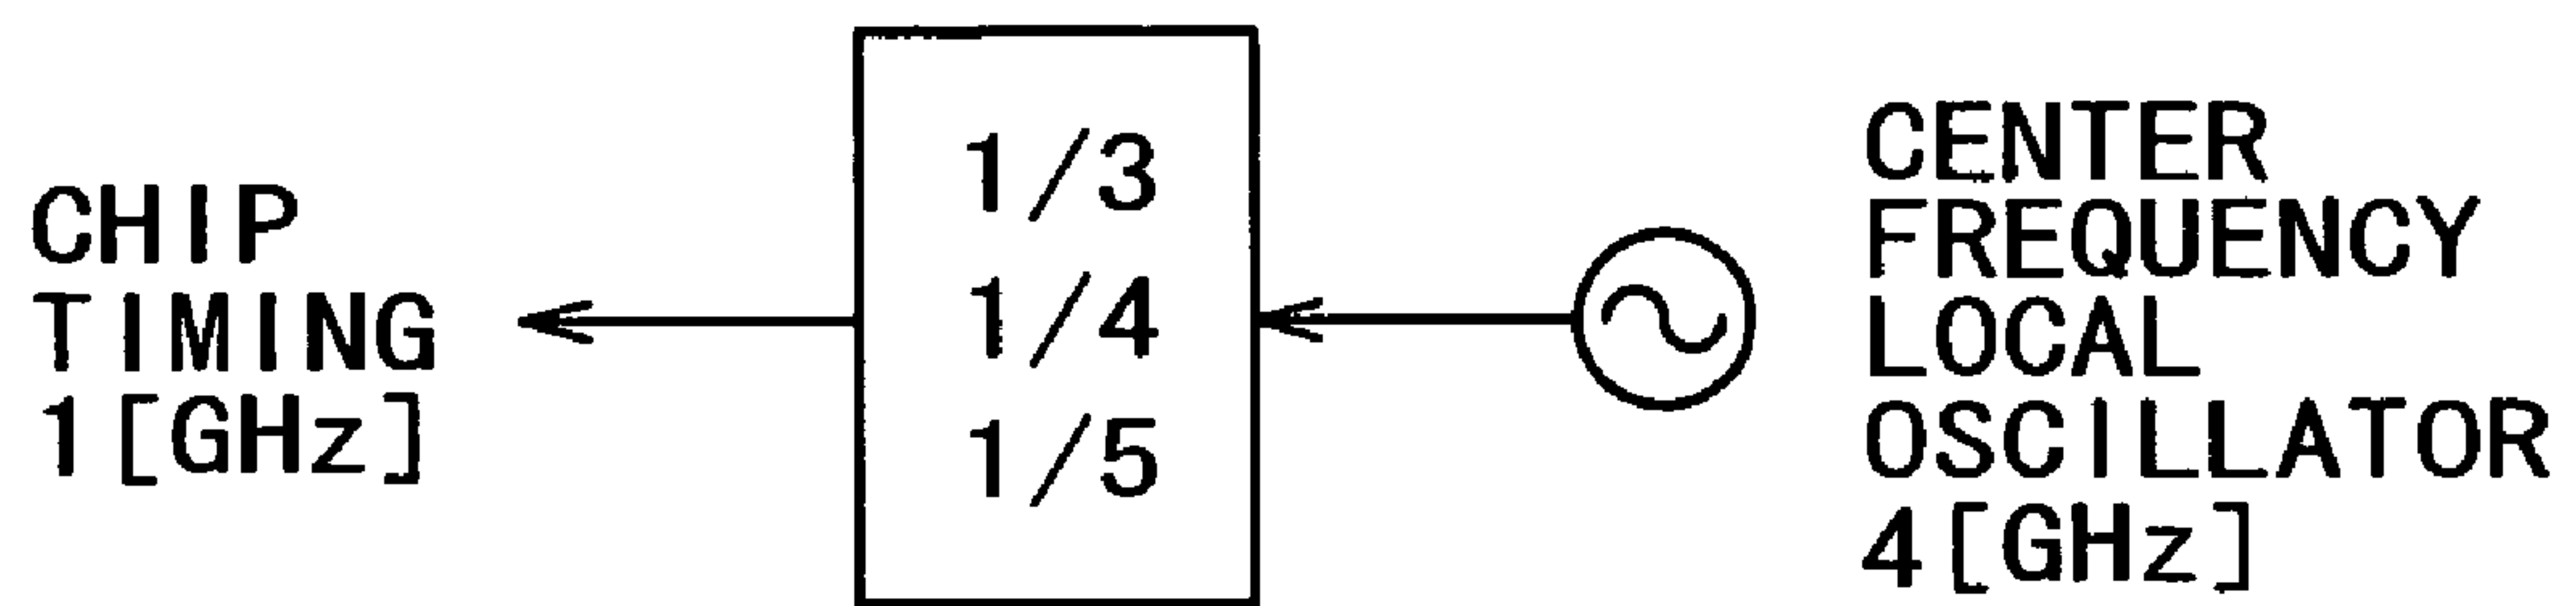 CHIP
TIMING
1[GHz]
1/3
1/4
1/5
CENTER
FREQUENCY
LOCAL
OSCILLATOR
4[GHz]